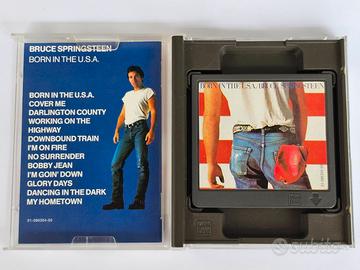 BRUCE SPRINGSTEEN
BORN IN THE U.S.A.
BORN IN THE U.S.A.
COVER ME
DARLINGTON COUNTY
WORKING ON THE
HIGHWAY
DOWNBOUND TRAIN
I'M ON FIRE
NO SURRENDER
BOBBY JEAN
I'M GOIN' DOWN
GLORY DAYS
DANCING IN THE DARK
MY HOMETOWN
BORN IN THE U.S.A./BRUCE SPRINGSTEEN
subito